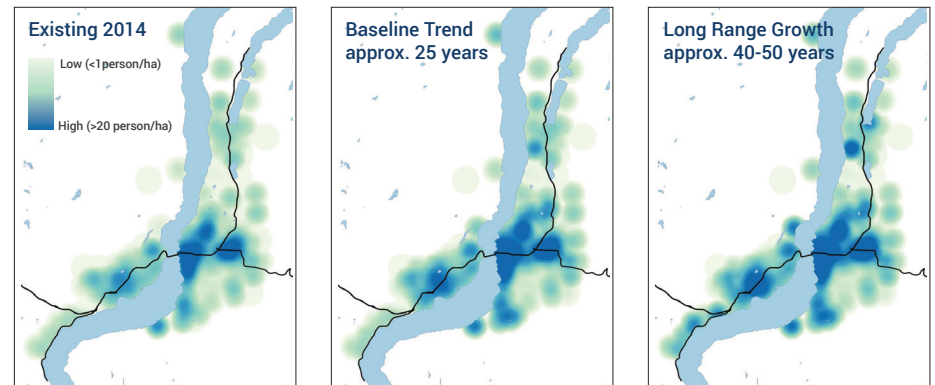 Existing 2014
Low (<1person/ha)
High (>20 person/ha)
Baseline Trend
approx. 25 years
Long Range Growth
approx. 40-50 years